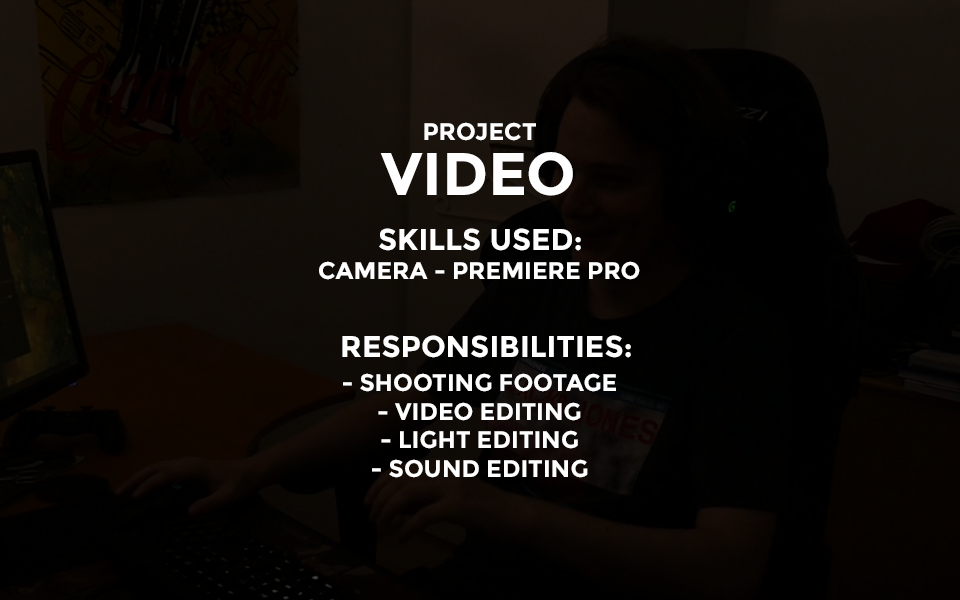 PROJECT
VIDEO
SKILLS USED:
CAMERA - PREMIERE PRO
RESPONSIBILITIES:
- SHOOTING FOOTAGE
- VIDEO EDITING
- LIGHT EDITING
- SOUND EDITING